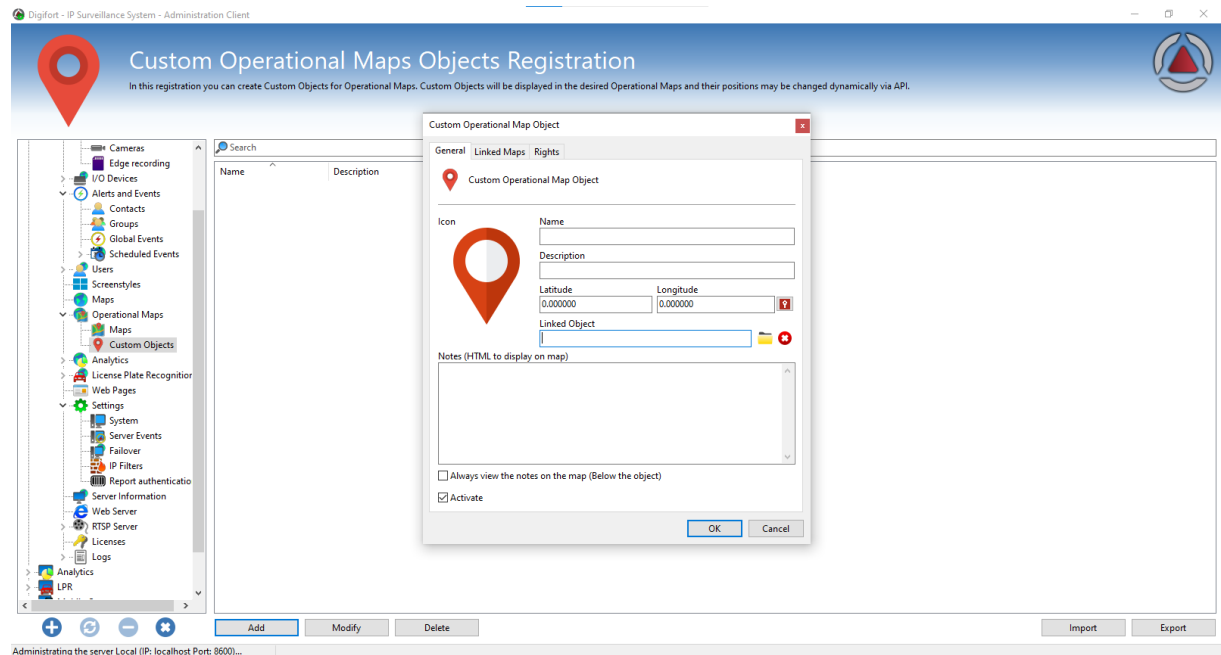 Digifort - IP Surveillance System - Administration Client
Custom Operational Maps Objects Registration
In this registration you can create Custom Objects for Operational Maps. Custom Objects will be displayed in the desired Operational Maps and their positions may be changed dynamically via API.
Cameras
Edge recording
I/O Devices
Alerts and Events
Contacts
Groups
Global Events
Scheduled Events
Users
Screenstyles
Maps
Operational Maps
Maps
Custom Objects
Analytics
License Plate Recognition
Web Pages
Settings
System
Server Events
Failover
IP Filters
Report authenticatio
Server Information
Web Server
RTSP Server
Licenses
Logs
Analytics
LPR
Search
Name Description
Custom Operational Map Object
x
General Linked Maps Rights
Custom Operational Map Object
Icon
Name
Description
Latitude Longitude
0.000000 0.000000
Linked Object
Notes (HTML to display on map)
Always view the notes on the map (Below the object)
Activate
OK Cancel
Add Modify Delete Import Export
Administrating the server Local (IP: localhost Port: 8600)...